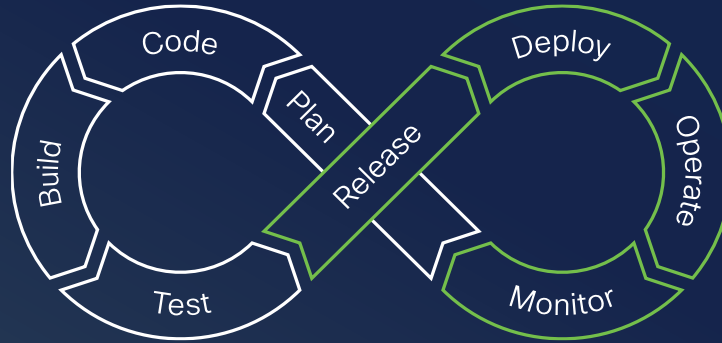 Code
Deploy
Plan
Release
Build
Operate
Test
Monitor